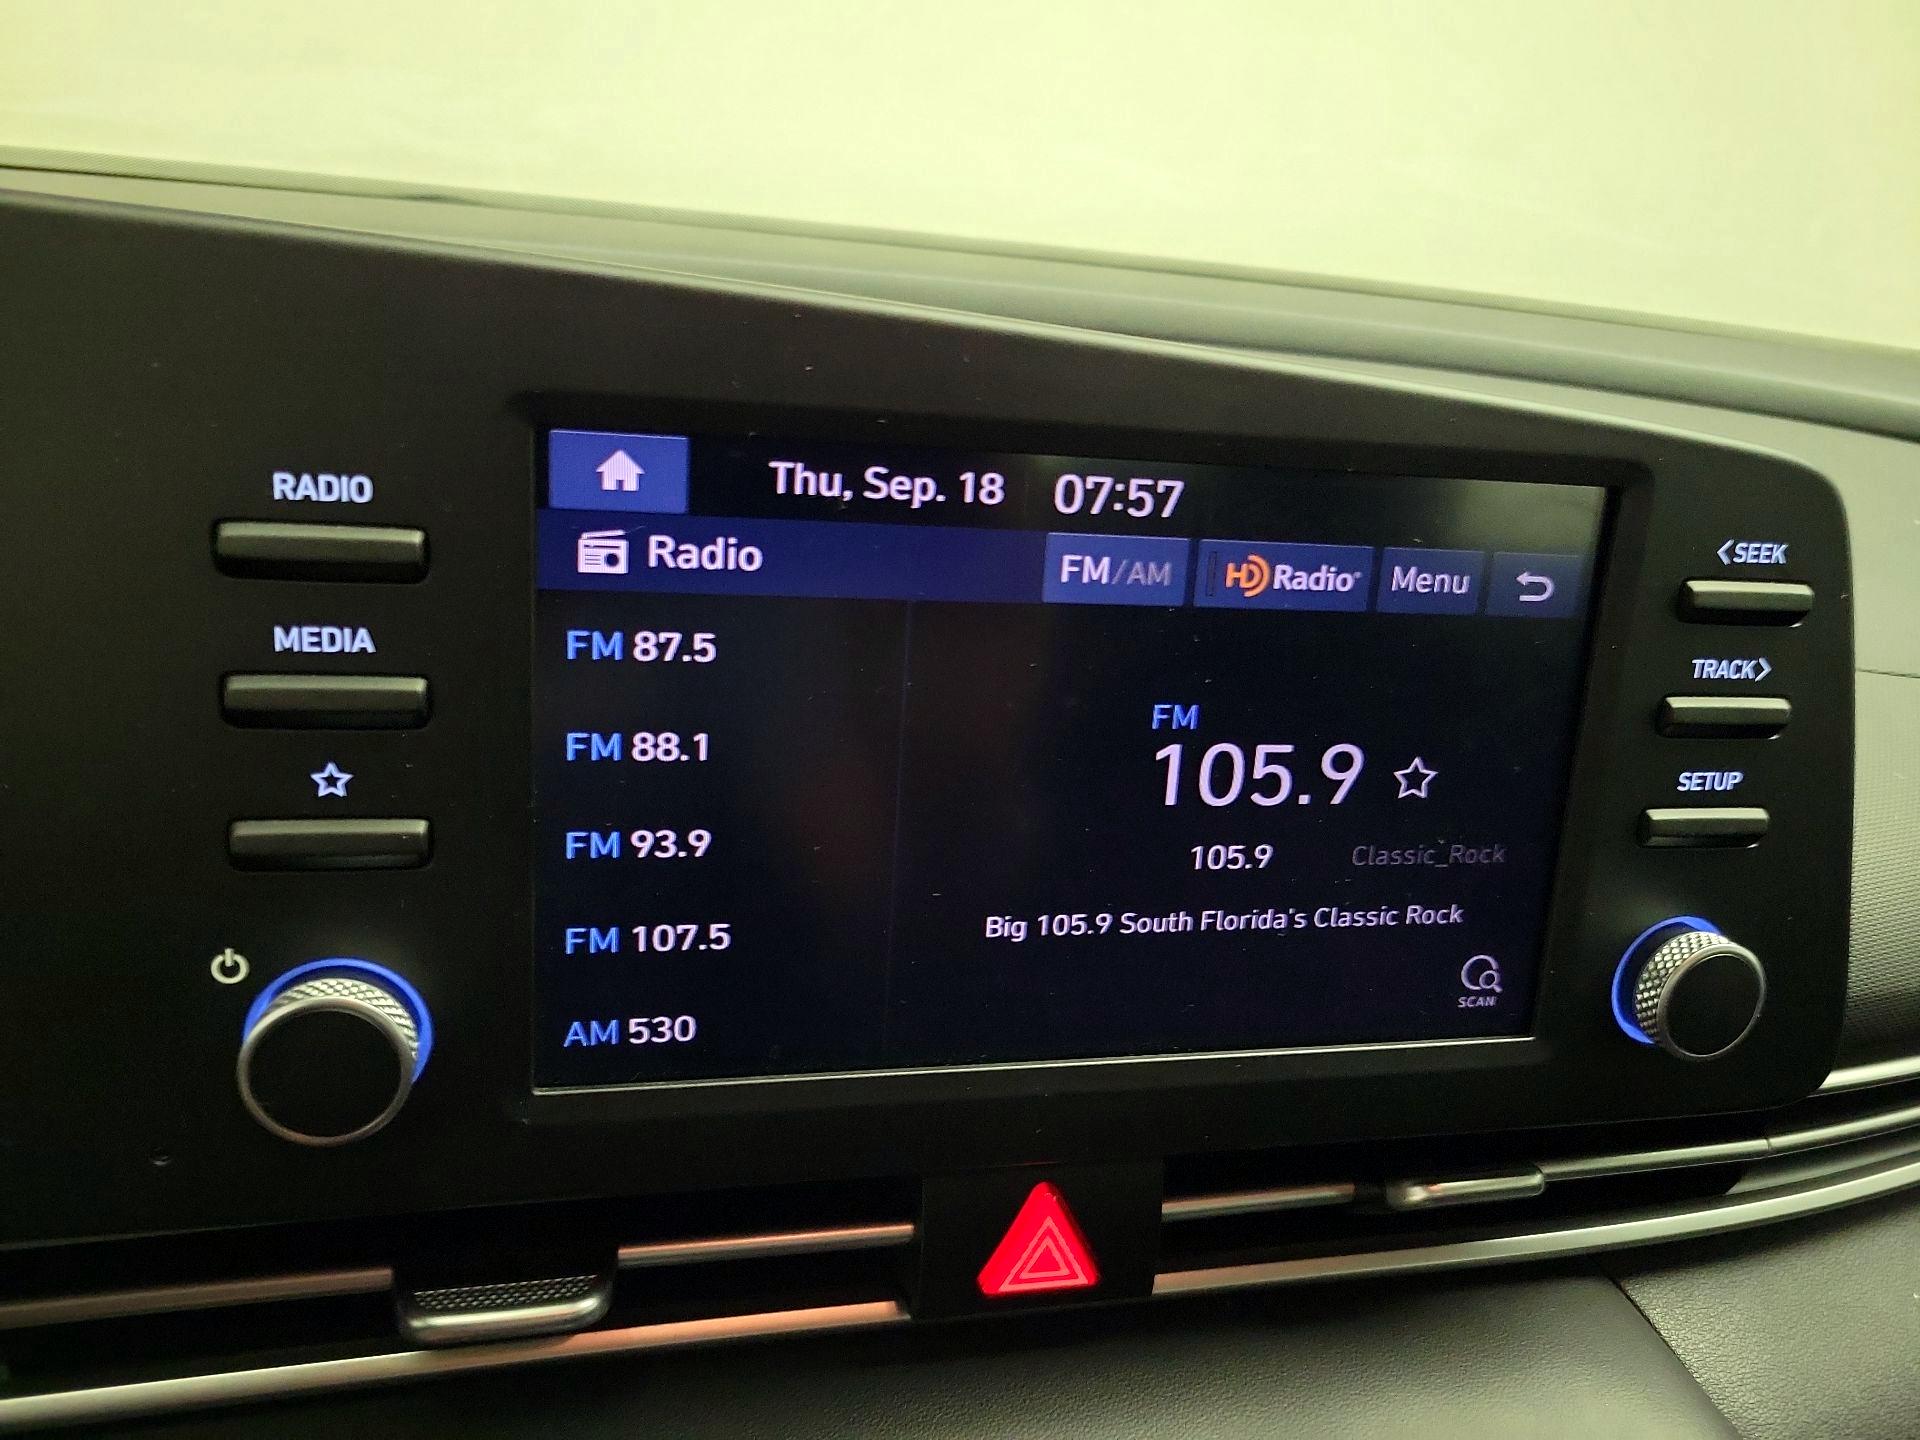 RADIO
MEDIA
Thu, Sep. 18 07:57
Radio FM/AM HD Radio Menu
FM 87.5
FM 88.1
FM 93.9
FM 107.5
AM 530
FM
105.9
105.9 Classic_Rock
Big 105.9 South Florida's Classic Rock
SCAN
<SEEK
TRACK>
SETUP